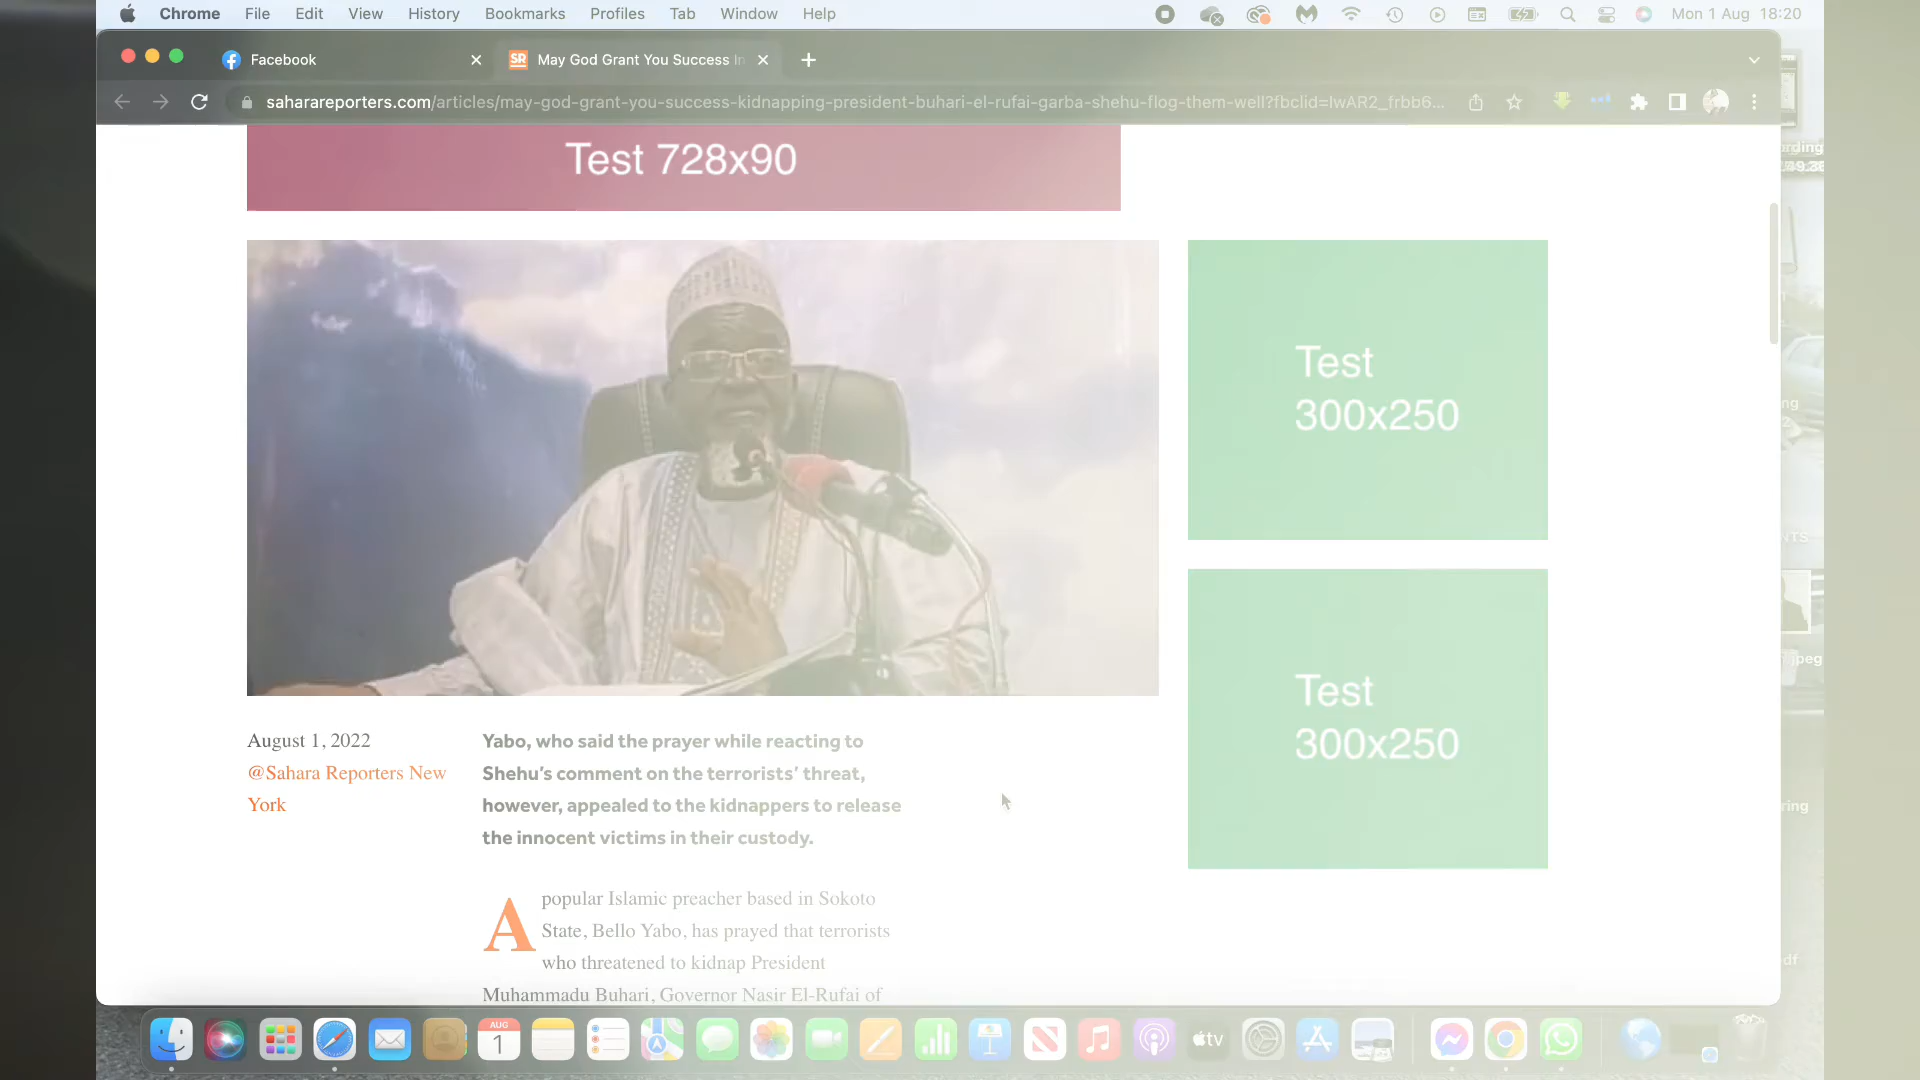 Chrome File Edit View History Bookmarks Profiles Tab Window Help Mon 1 Aug 18:20
Facebook
SR May God Grant You Success In
saharareporters.com/articles/may-god-grant-you-success-kidnapping-president-buhari-el-rufai-garba-shehu-flog-them-well?fbclid=IwAR2_frbb6...
Test 728x90
Test
300x250
Test
300x250
August 1, 2022
@Sahara Reporters New
York
Yabo, who said the prayer while reacting to
Shehu’s comment on the terrorists’ threat,
however, appealed to the kidnappers to release
the innocent victims in their custody.
A popular Islamic preacher based in Sokoto
State, Bello Yabo, has prayed that terrorists
who threatened to kidnap President
Muhammadu Buhari, Governor Nasir El-Rufai of
AUG
1
tv